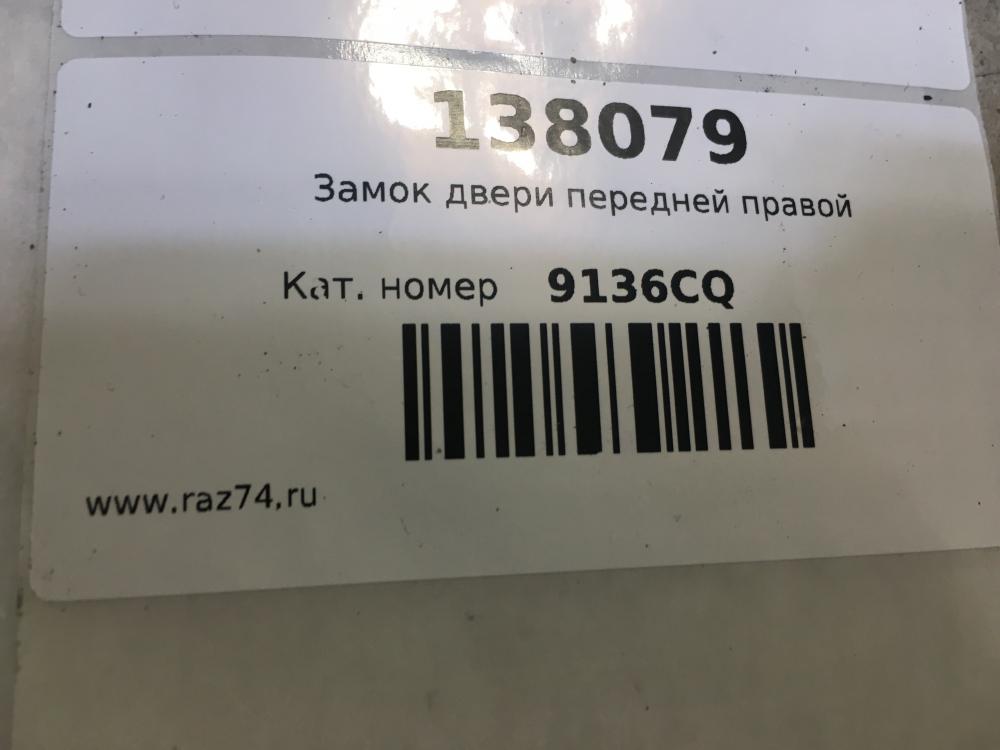 138079
Замок двери передней правой
Кат. номер 9136CQ
www.raz74.ru